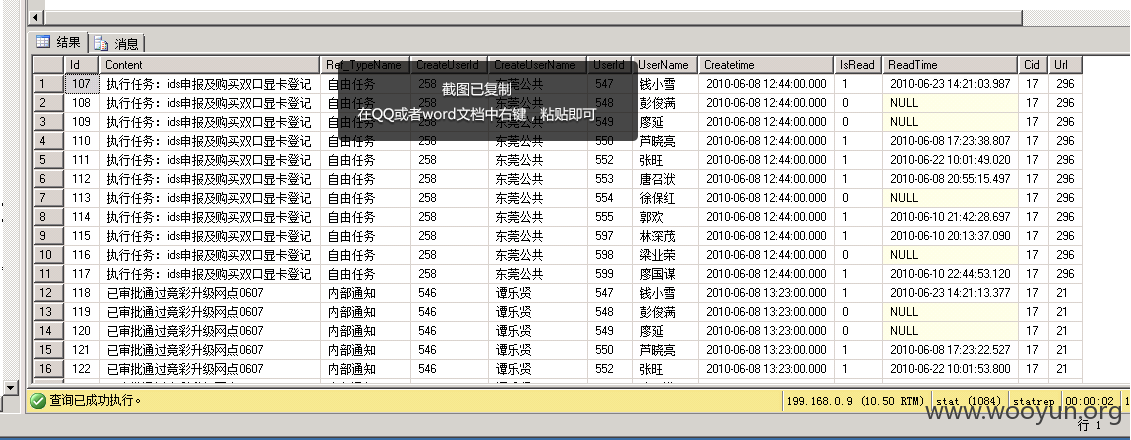 结果 消息
Id Content Ref_TypeName CreateUserId CreateUserName UserId UserName Createtime IsRead ReadTime Cid Url
1 107 执行任务：ids申报及购买双口显卡登记 自由任务 258 东莞公共 547 钱小雪 2010-06-08 12:44:00.000 1 2010-06-23 14:21:03.987 17 296
截图已复制
2 108 执行任务：ids申报及购买双口显卡登记 自由任务 258 东莞公共 548 彭俊满 2010-06-08 12:44:00.000 0 NULL 17 296
在QQ或者word文档中右键，粘贴即可
3 109 执行任务：ids申报及购买双口显卡登记 自由任务 258 东莞公共 549 廖延 2010-06-08 12:44:00.000 0 NULL 17 296
4 110 执行任务：ids申报及购买双口显卡登记 自由任务 258 东莞公共 550 芦晓亮 2010-06-08 12:44:00.000 1 2010-06-08 17:23:38.807 17 296
5 111 执行任务：ids申报及购买双口显卡登记 自由任务 258 东莞公共 552 张旺 2010-06-08 12:44:00.000 1 2010-06-22 10:01:49.020 17 296
6 112 执行任务：ids申报及购买双口显卡登记 自由任务 258 东莞公共 553 唐召状 2010-06-08 12:44:00.000 1 2010-06-08 20:55:15.497 17 296
7 113 执行任务：ids申报及购买双口显卡登记 自由任务 258 东莞公共 554 徐保红 2010-06-08 12:44:00.000 0 NULL 17 296
8 114 执行任务：ids申报及购买双口显卡登记 自由任务 258 东莞公共 555 郭欢 2010-06-08 12:44:00.000 1 2010-06-10 21:42:28.697 17 296
9 115 执行任务：ids申报及购买双口显卡登记 自由任务 258 东莞公共 597 林深茂 2010-06-08 12:44:00.000 1 2010-06-10 20:13:37.090 17 296
10 116 执行任务：ids申报及购买双口显卡登记 自由任务 258 东莞公共 598 梁业荣 2010-06-08 12:44:00.000 0 NULL 17 296
11 117 执行任务：ids申报及购买双口显卡登记 自由任务 258 东莞公共 599 廖国谋 2010-06-08 12:44:00.000 1 2010-06-10 22:44:53.120 17 296
12 118 已审批通过竞彩升级网点0607 内部通知 546 谭乐贤 547 钱小雪 2010-06-08 13:23:00.000 1 2010-06-23 14:21:13.377 17 21
13 119 已审批通过竞彩升级网点0607 内部通知 546 谭乐贤 548 彭俊满 2010-06-08 13:23:00.000 0 NULL 17 21
14 120 已审批通过竞彩升级网点0607 内部通知 546 谭乐贤 549 廖延 2010-06-08 13:23:00.000 0 NULL 17 21
15 121 已审批通过竞彩升级网点0607 内部通知 546 谭乐贤 550 芦晓亮 2010-06-08 13:23:00.000 1 2010-06-08 17:23:22.527 17 21
16 122 已审批通过竞彩升级网点0607 内部通知 546 谭乐贤 552 张旺 2010-06-08 13:23:00.000 1 2010-06-22 10:01:53.800 17 21
查询已成功执行。 199.168.0.9 (10.50 RTM) stat (1084) statrep 00:00:02
www.wooyun.org
行 1